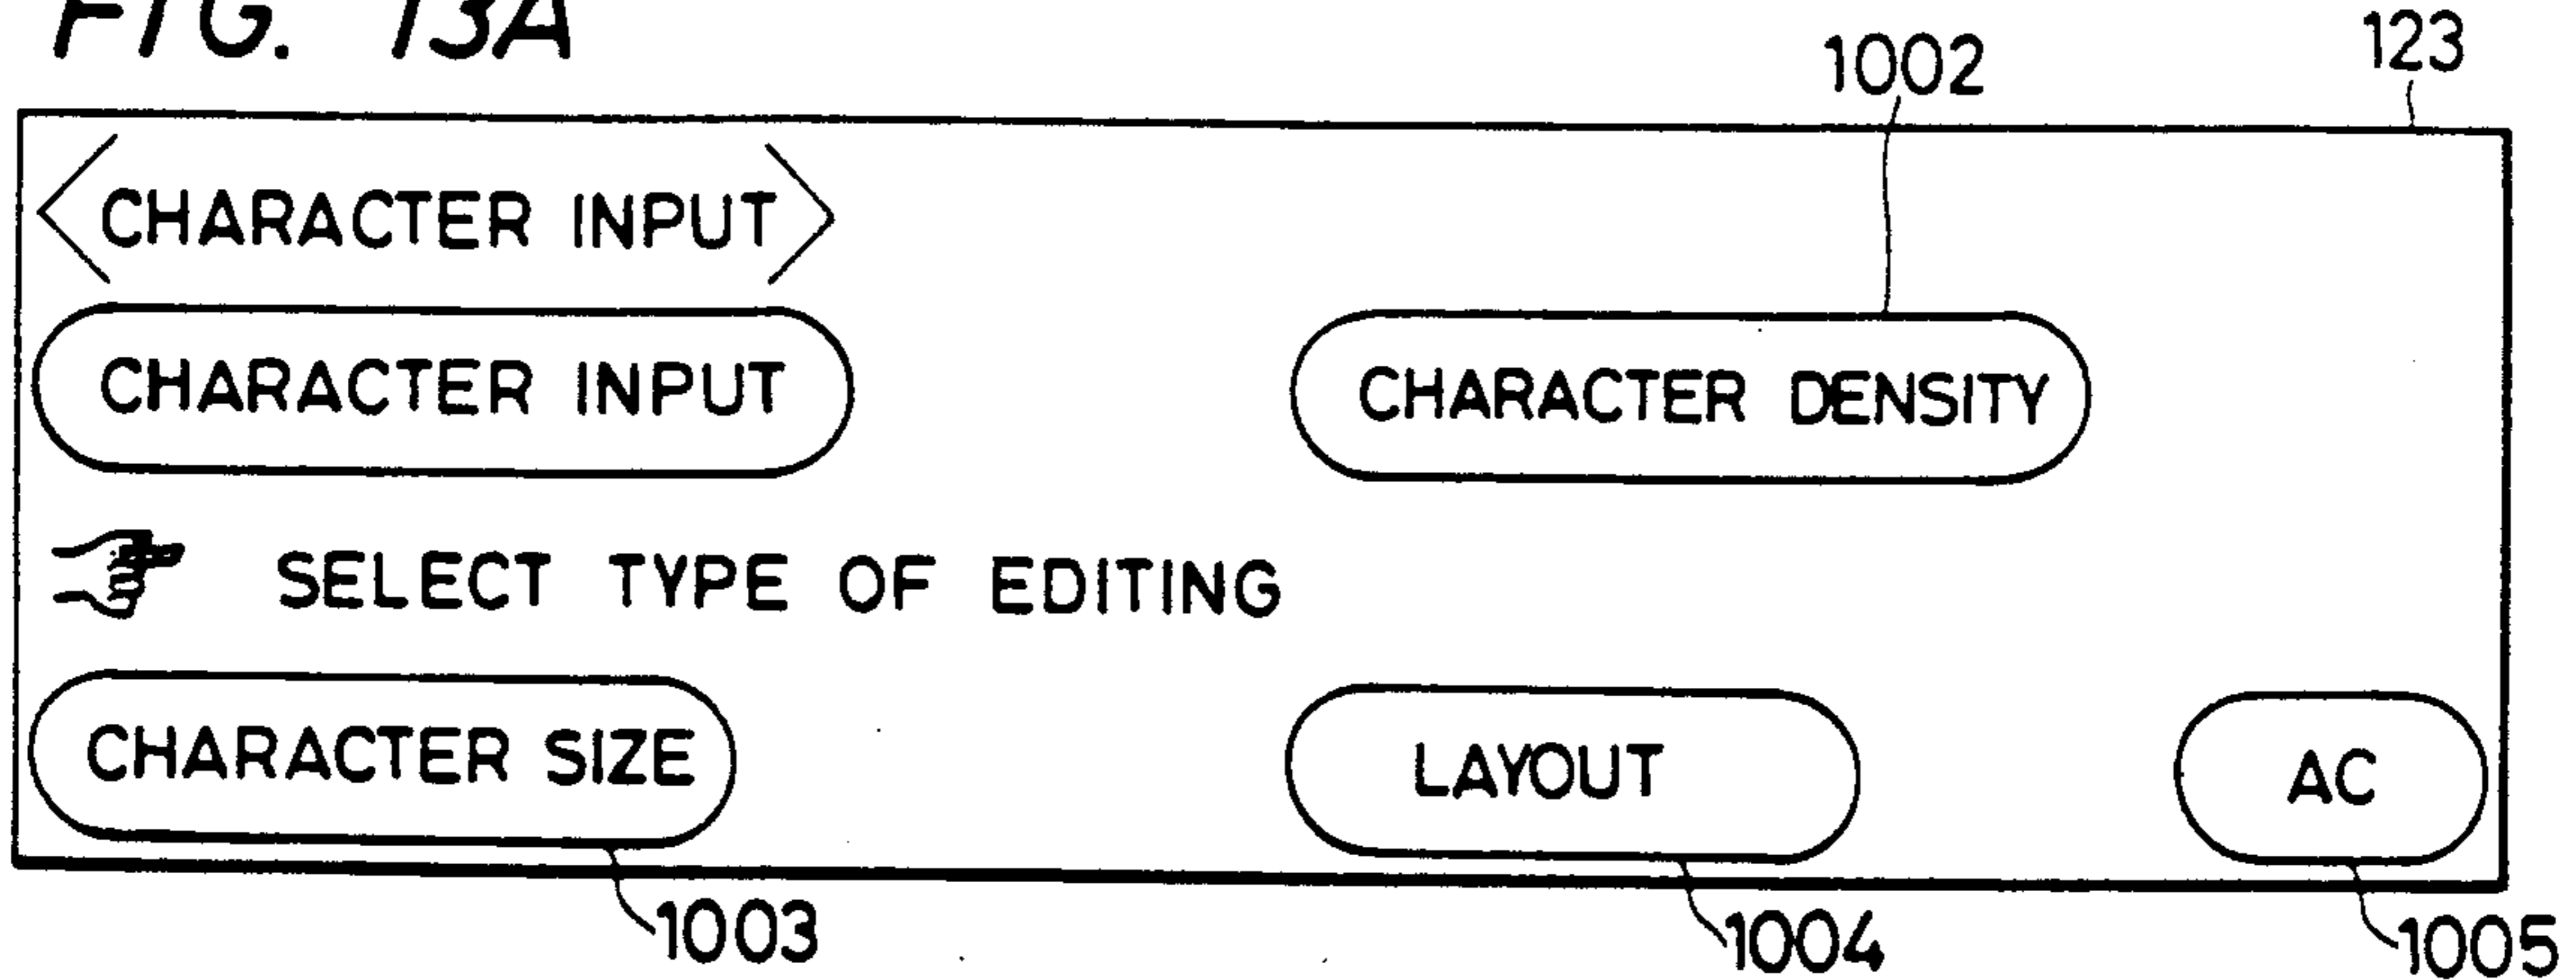 FIG. 13A
1002
123
<CHARACTER INPUT>
CHARACTER INPUT
CHARACTER DENSITY
SELECT TYPE OF EDITING
CHARACTER SIZE
LAYOUT
AC
1003
1004
1005